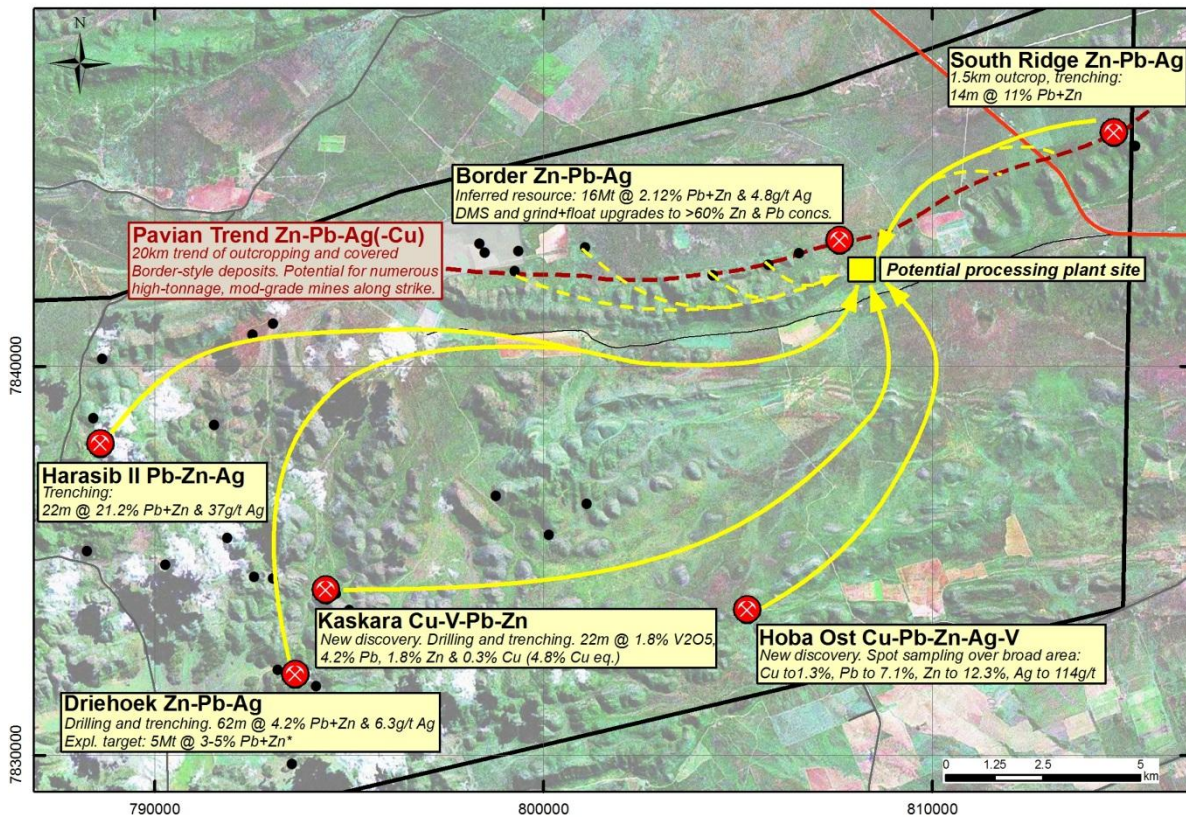 N
South Ridge Zn-Pb-Ag
1.5km outcrop, trenching:
14m @ 11% Pb+Zn
Border Zn-Pb-Ag
Inferred resource: 16Mt @ 2.12% Pb+Zn & 4.8g/t Ag
DMS and grind+float upgrades to >60% Zn & Pb concs.
Pavian Trend Zn-Pb-Ag(-Cu)
20km trend of outcropping and covered
Border-style deposits. Potential for numerous
high-tonnage, mod-grade mines along strike.
Potential processing plant site
Harasib II Pb-Zn-Ag
Trenching:
22m @ 21.2% Pb+Zn & 37g/t Ag
Kaskara Cu-V-Pb-Zn
New discovery. Drilling and trenching. 22m @ 1.8% V2O5,
4.2% Pb, 1.8% Zn & 0.3% Cu (4.8% Cu eq.)
Hoba Ost Cu-Pb-Zn-Ag-V
New discovery. Spot sampling over broad area:
Cu to1.3%, Pb to 7.1%, Zn to 12.3%, Ag to 114g/t
Driehoek Zn-Pb-Ag
Drilling and trenching. 62m @ 4.2% Pb+Zn & 6.3g/t Ag
Expl. target: 5Mt @ 3-5% Pb+Zn*
0 1.25 2.5 5
km
7840000
7830000
790000
800000
810000